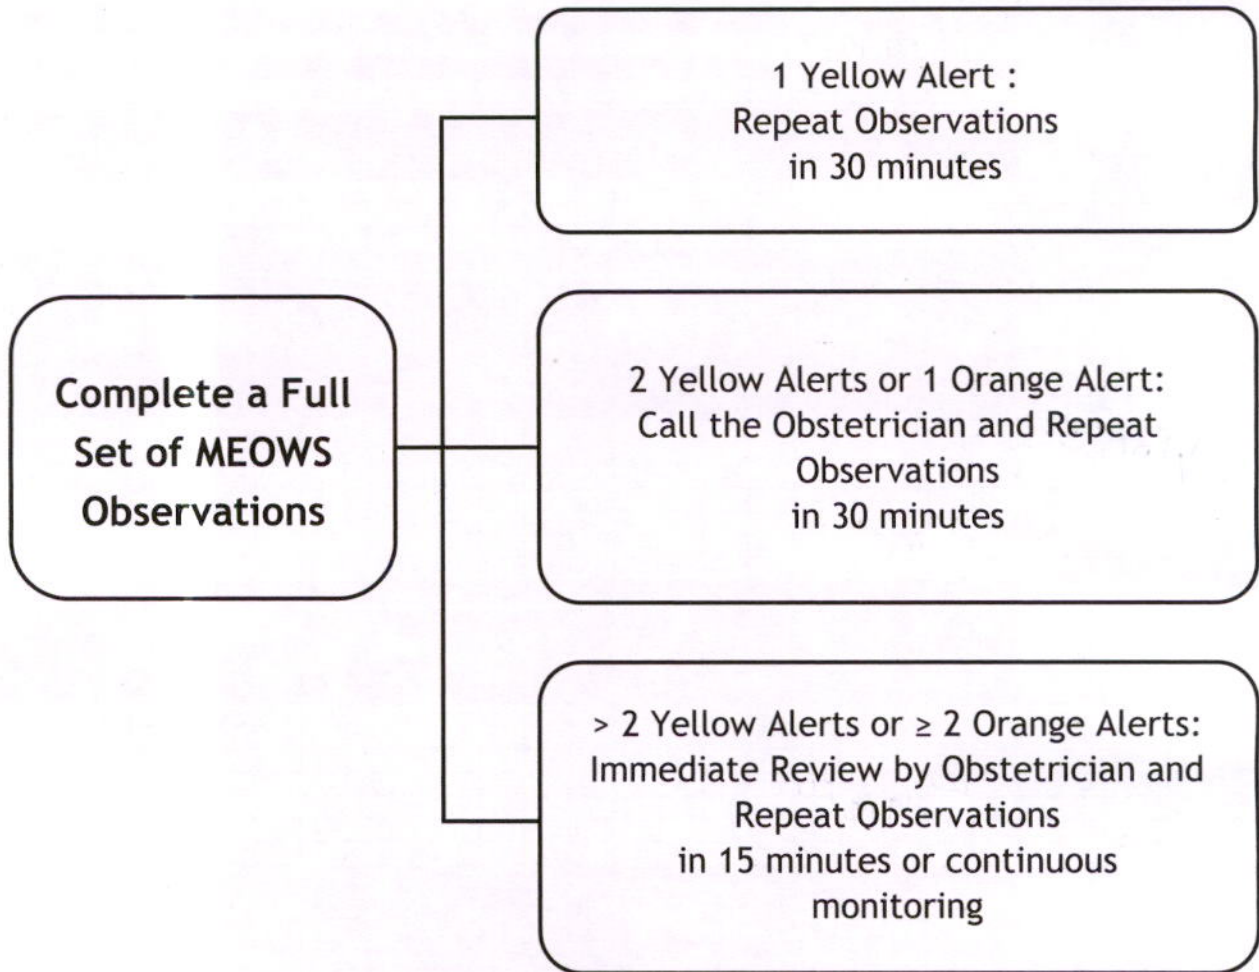 Complete a Full
Set of MEOWS
Observations
1 Yellow Alert :
Repeat Observations
in 30 minutes
2 Yellow Alerts or 1 Orange Alert:
Call the Obstetrician and Repeat
Observations
in 30 minutes
> 2 Yellow Alerts or ≥ 2 Orange Alerts:
Immediate Review by Obstetrician and
Repeat Observations
in 15 minutes or continuous
monitoring